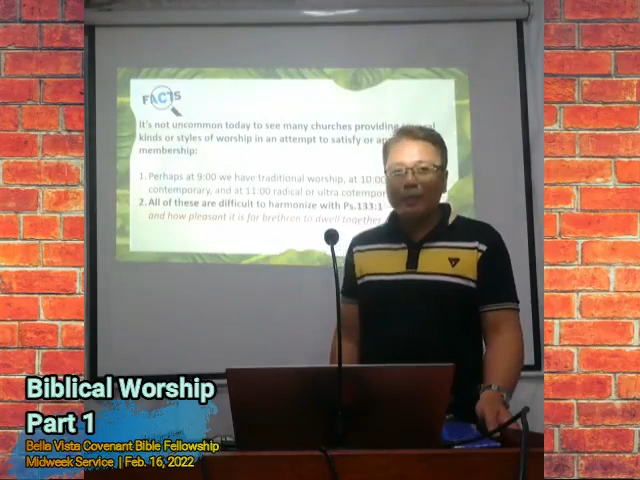 FACTS
It's not uncommon today to see many churches providing several
kinds or styles of worship in an attempt to satisfy or
membership:
1. Perhaps at 9:00 we have traditional worship, at 10:00
contemporary, and at 11:00 radical or ultra cotempor
2. All of these are difficult to harmonize with Ps.133:1
and how pleasant it is for brethren to dwell together
Biblical Worship
Part 1
Bella Vista Covenant Bible Fellowship
Midweek Service | Feb. 16, 2022